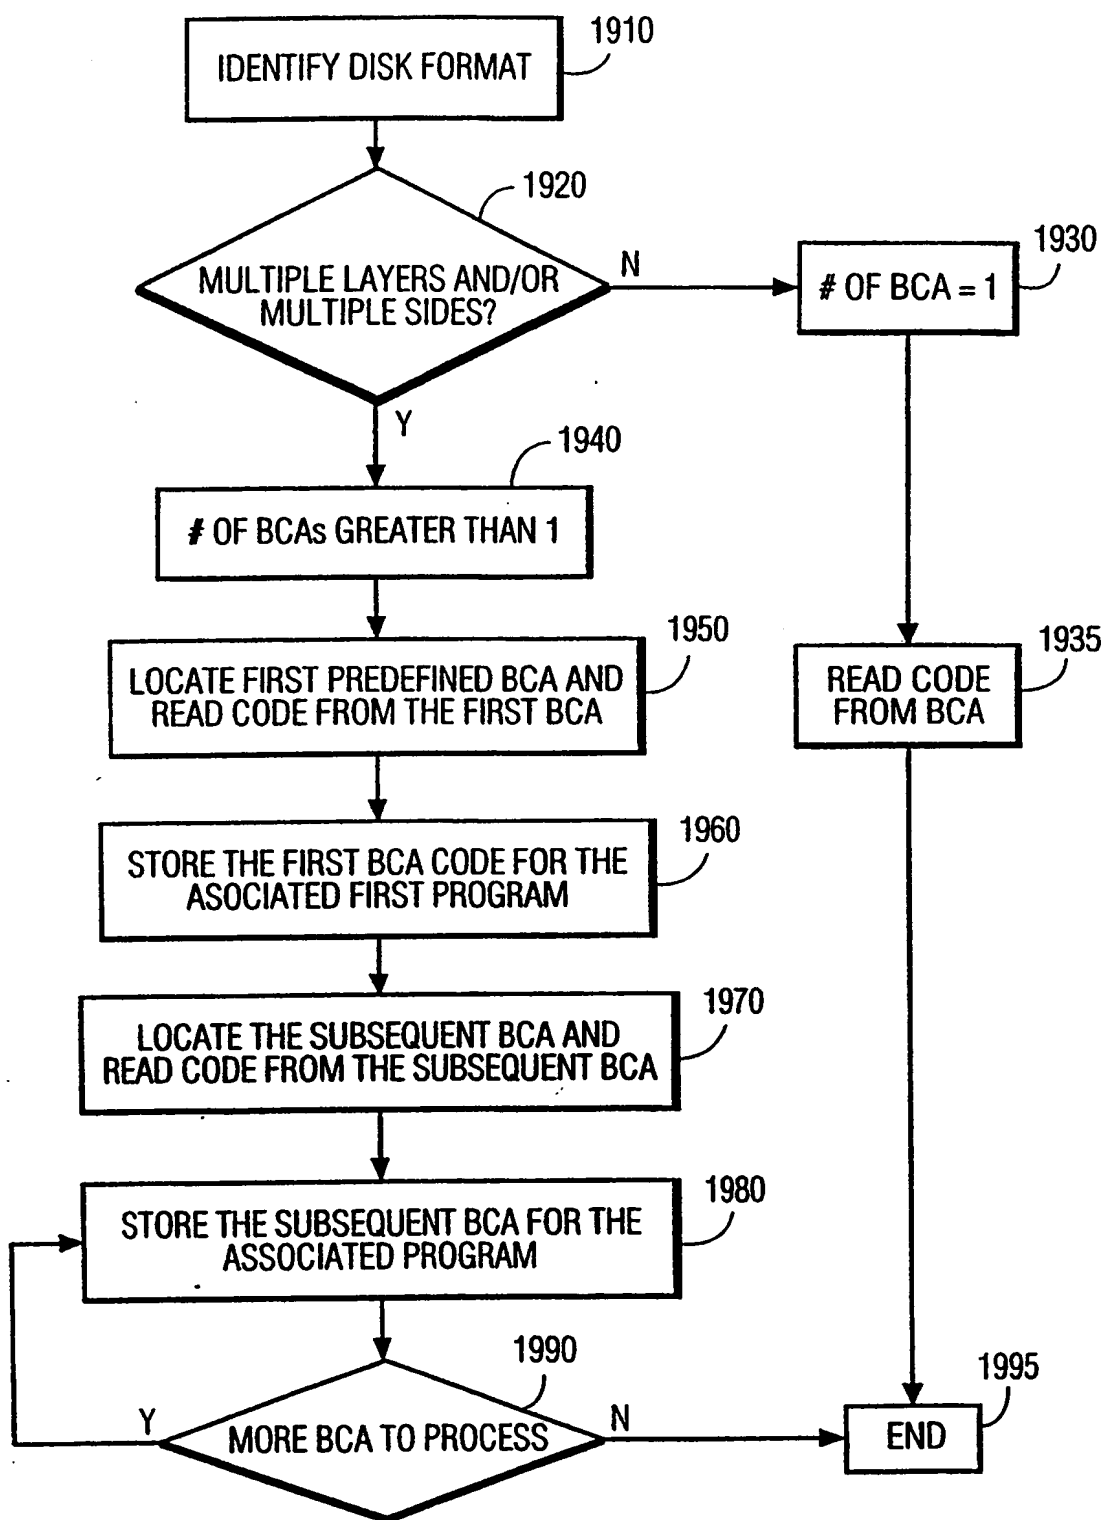 IDENTIFY DISK FORMAT
1910
1920
MULTIPLE LAYERS AND/OR
MULTIPLE SIDES?
N
Y
# OF BCA = 1
1930
1940
# OF BCAs GREATER THAN 1
1950
LOCATE FIRST PREDEFINED BCA AND
READ CODE FROM THE FIRST BCA
1935
READ CODE
FROM BCA
1960
STORE THE FIRST BCA CODE FOR THE
ASOCIATED FIRST PROGRAM
1970
LOCATE THE SUBSEQUENT BCA AND
READ CODE FROM THE SUBSEQUENT BCA
1980
STORE THE SUBSEQUENT BCA FOR THE
ASSOCIATED PROGRAM
1990
MORE BCA TO PROCESS
Y
N
1995
END